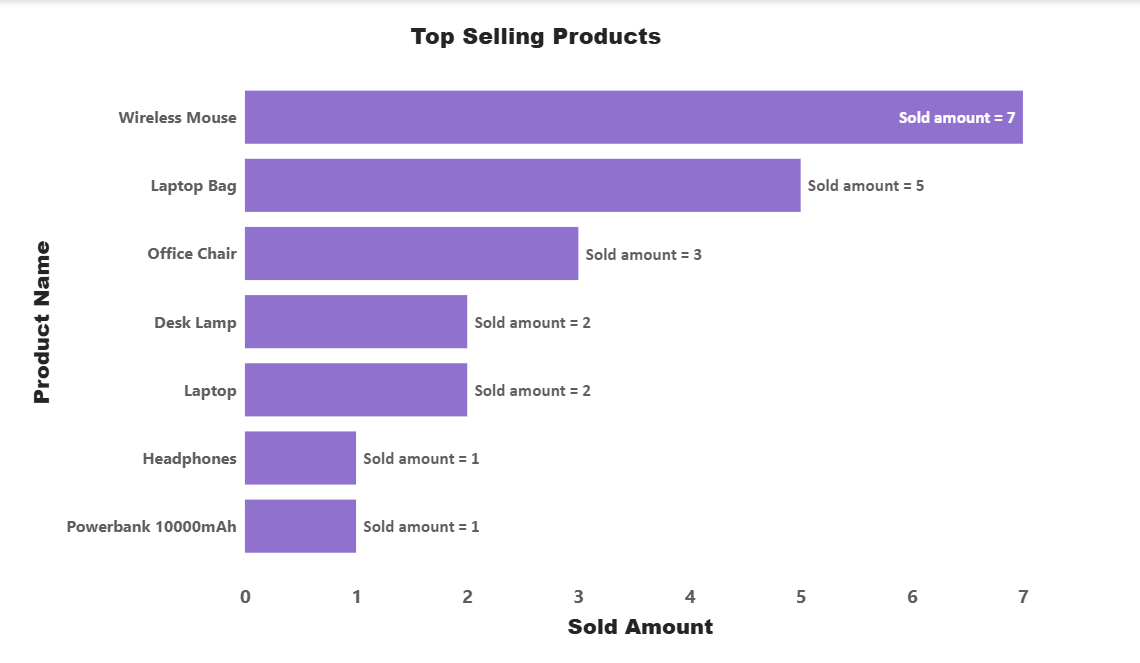 Top Selling Products
Wireless Mouse
Sold amount = 7
Laptop Bag
Sold amount = 5
Office Chair
Sold amount = 3
Desk Lamp
Sold amount = 2
Laptop
Sold amount = 2
Headphones
Sold amount = 1
Powerbank 10000mAh
Sold amount = 1
Product Name
0 1 2 3 4 5 6 7
Sold Amount